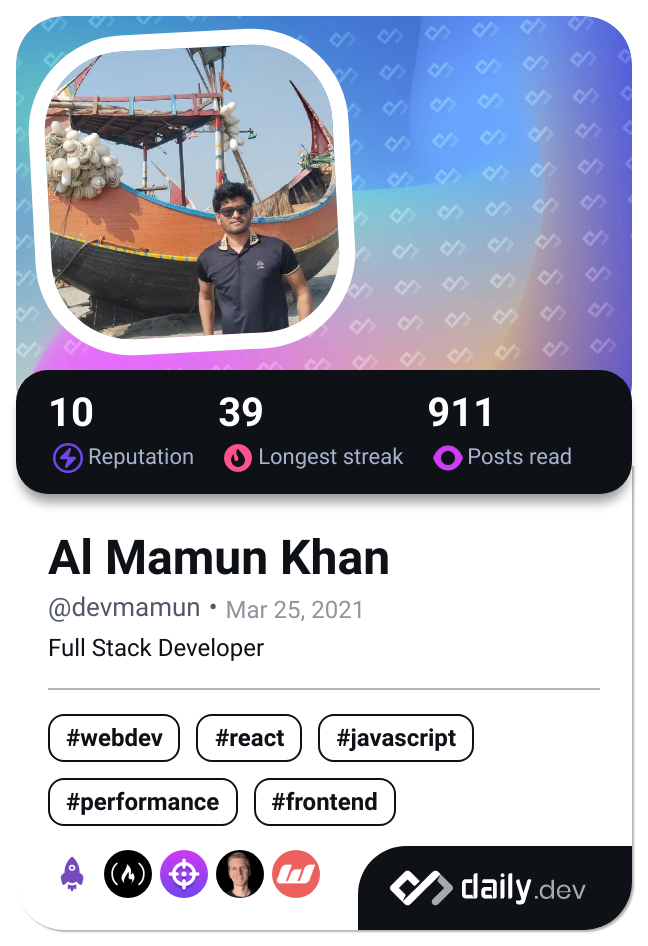 10 39 911
Reputation Longest streak Posts read
Al Mamun Khan
@devmamun • Mar 25, 2021
Full Stack Developer
#webdev #react #javascript
#performance #frontend
daily.dev